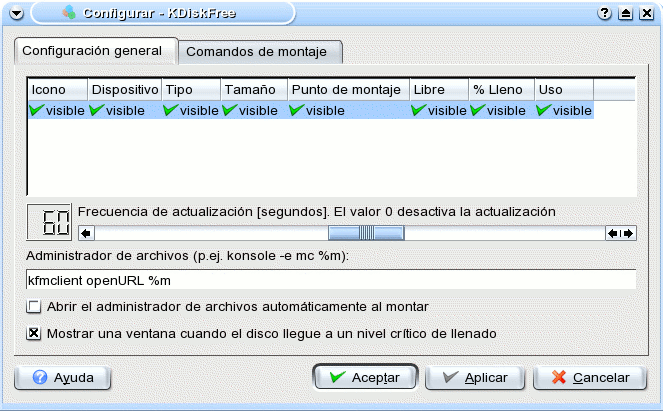 Configurar - KDiskFree
Configuración general
Comandos de montaje
Icono Dispositivo Tipo Tamaño Punto de montaje Libre % Lleno Uso
visible visible visible visible visible visible visible visible
60
Frecuencia de actualización [segundos]. El valor 0 desactiva la actualización
Administrador de archivos (p.ej. konsole -e mc %m):
kfmclient openURL %m
Abrir el administrador de archivos automáticamente al montar
Mostrar una ventana cuando el disco llegue a un nivel crítico de llenado
Ayuda Aceptar Aplicar Cancelar